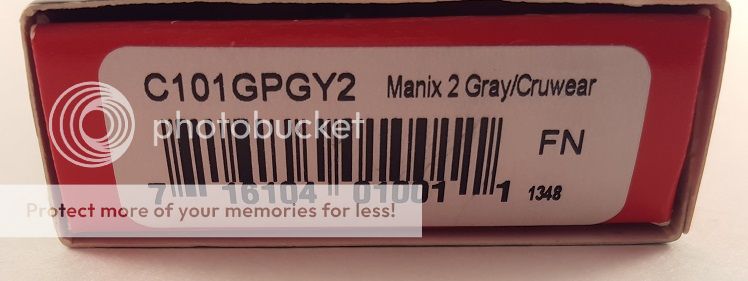 C101GPGY2 Manix 2 Gray/Cruwear
photobucket
FN
7 16104 01001 1 1348
Protect more of your memories for less!